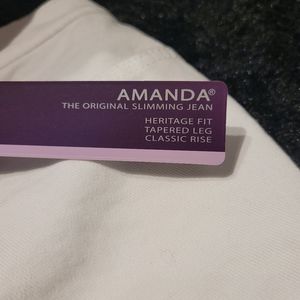 AMANDA®
THE ORIGINAL SLIMMING JEAN
HERITAGE FIT
TAPERED LEG
CLASSIC RISE